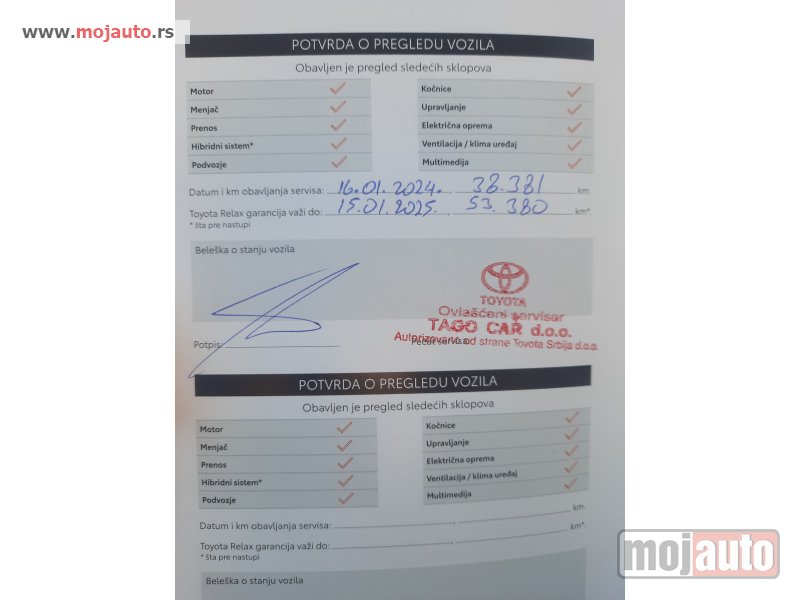 www.mojauto.rs
POTVRDA O PREGLEDU VOZILA
Obavljen je pregled sledećih sklopova
Motor
Menjač
Prenos
Hibridni sistem*
Podvozje
Kočnice
Upravljanje
Električna oprema
Ventilacija / klima uređaj
Multimedija
Datum i km obavljanja servisa: 16.01.2024. , 38.381 km.
Toyota Relax garancija važi do: 15.01.2025. , 53.380 km*.
* šta pre nastupi
Beleška o stanju vozila
TOYOTA
Ovlašćeni serviser
TAGO CAR d.o.o.
Autorizovano od strane Toyota Srbija d.o.o.
Potpis:
Pečat servisa:
POTVRDA O PREGLEDU VOZILA
Obavljen je pregled sledećih sklopova
Motor
Menjač
Prenos
Hibridni sistem*
Podvozje
Kočnice
Upravljanje
Električna oprema
Ventilacija / klima uređaj
Multimedija
Datum i km obavljanja servisa: , km.
Toyota Relax garancija važi do: , km*.
* šta pre nastupi
Beleška o stanju vozila
mojauto